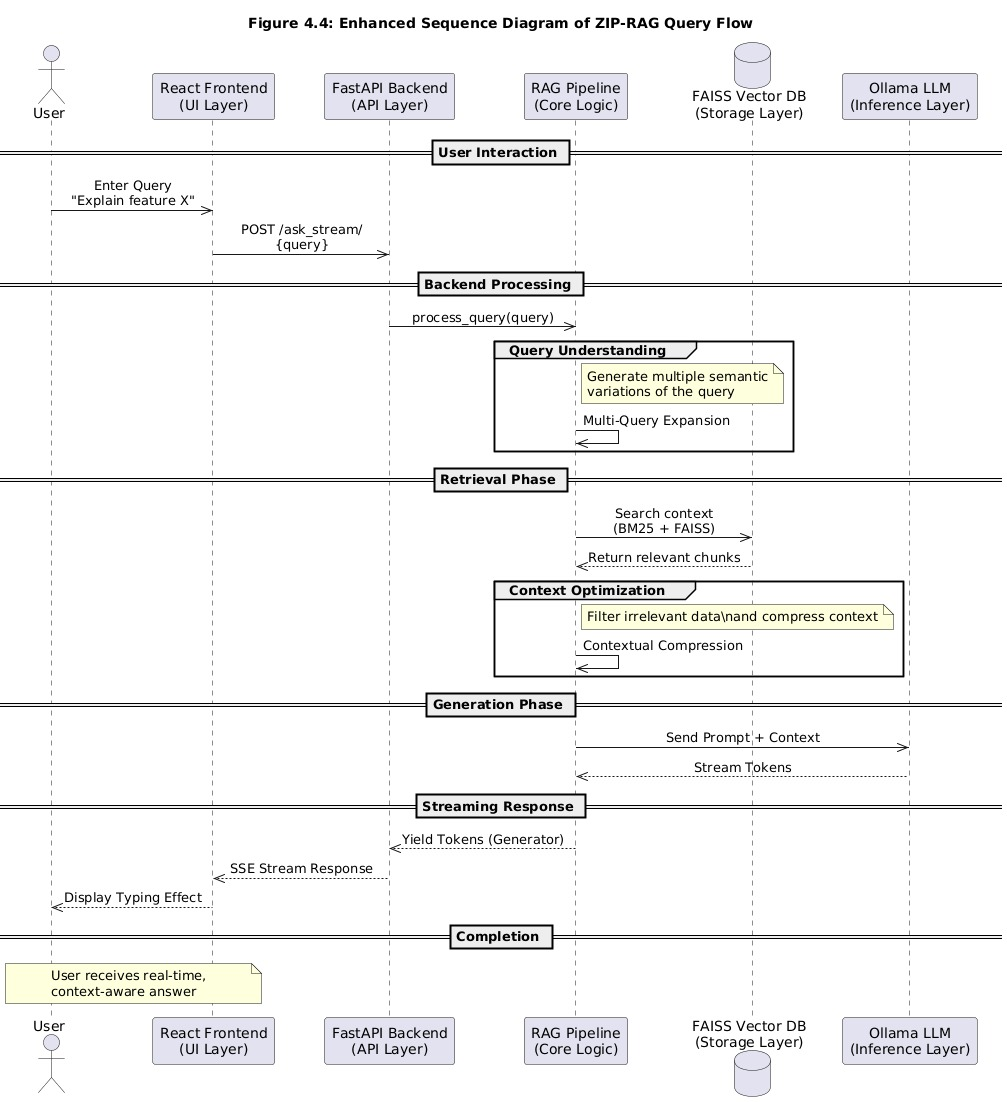 Figure 4.4: Enhanced Sequence Diagram of ZIP-RAG Query Flow
User
React Frontend
(UI Layer)
FastAPI Backend
(API Layer)
RAG Pipeline
(Core Logic)
FAISS Vector DB
(Storage Layer)
Ollama LLM
(Inference Layer)
User Interaction
Enter Query
"Explain feature X"
POST /ask_stream/
{query}
Backend Processing
process_query(query)
Query Understanding
Generate multiple semantic
variations of the query
Multi-Query Expansion
Retrieval Phase
Search context
(BM25 + FAISS)
Return relevant chunks
Context Optimization
Filter irrelevant data\nand compress context
Contextual Compression
Generation Phase
Send Prompt + Context
Stream Tokens
Streaming Response
Yield Tokens (Generator)
SSE Stream Response
Display Typing Effect
Completion
User receives real-time,
context-aware answer
User
React Frontend
(UI Layer)
FastAPI Backend
(API Layer)
RAG Pipeline
(Core Logic)
FAISS Vector DB
(Storage Layer)
Ollama LLM
(Inference Layer)